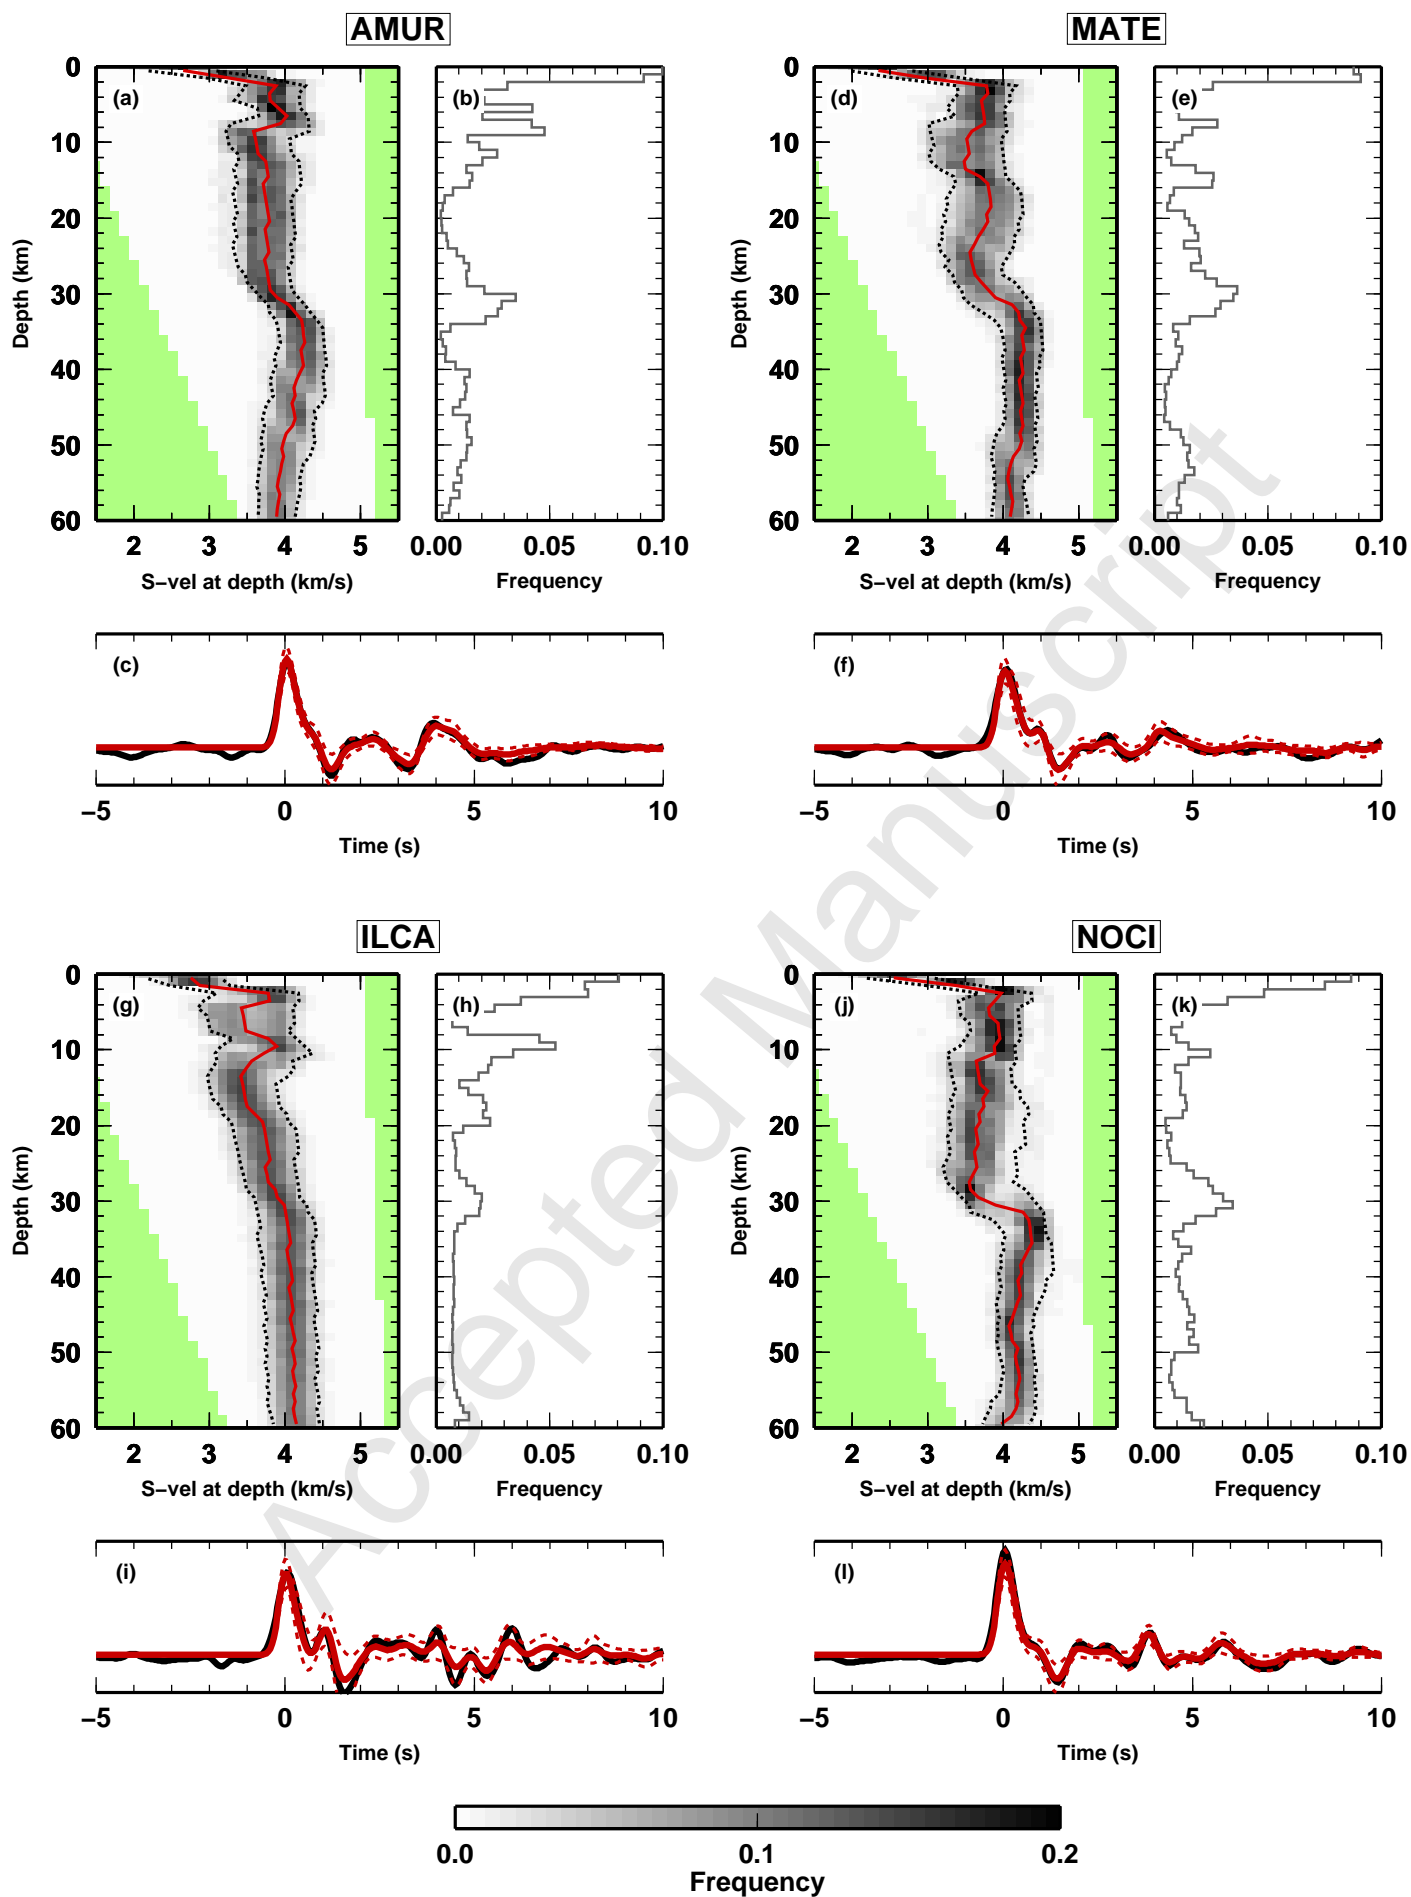 AMUR
MATE
0
10
20
30
40
50
60
Depth (km)
(a)
2 3 4 5
S−vel at depth (km/s)
(b)
0.00 0.05 0.10
Frequency
0
10
20
30
40
50
60
Depth (km)
(d)
2 3 4 5
S−vel at depth (km/s)
(e)
0.00 0.05 0.10
Frequency
(c)
−5 0 5 10
Time (s)
(f)
−5 0 5 10
Time (s)
ILCA
NOCI
0
10
20
30
40
50
60
Depth (km)
(g)
2 3 4 5
S−vel at depth (km/s)
(h)
0.00 0.05 0.10
Frequency
0
10
20
30
40
50
60
Depth (km)
(j)
2 3 4 5
S−vel at depth (km/s)
(k)
0.00 0.05 0.10
Frequency
(i)
−5 0 5 10
Time (s)
(l)
−5 0 5 10
Time (s)
0.0 0.1 0.2
Frequency
Accepted Manuscript